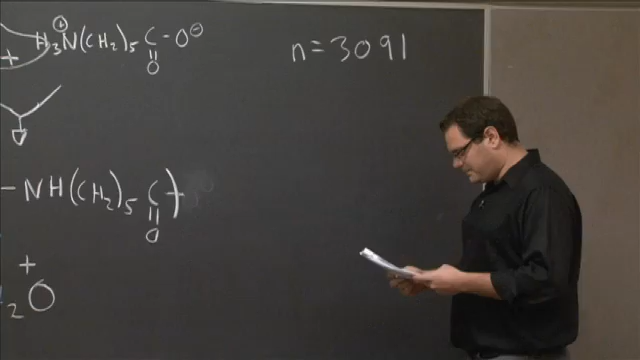 + H₃N⊕(CH₂)₅ C - O⊖ n=3091
O
- NH(CH₂)₅ C )
O
+
₂O